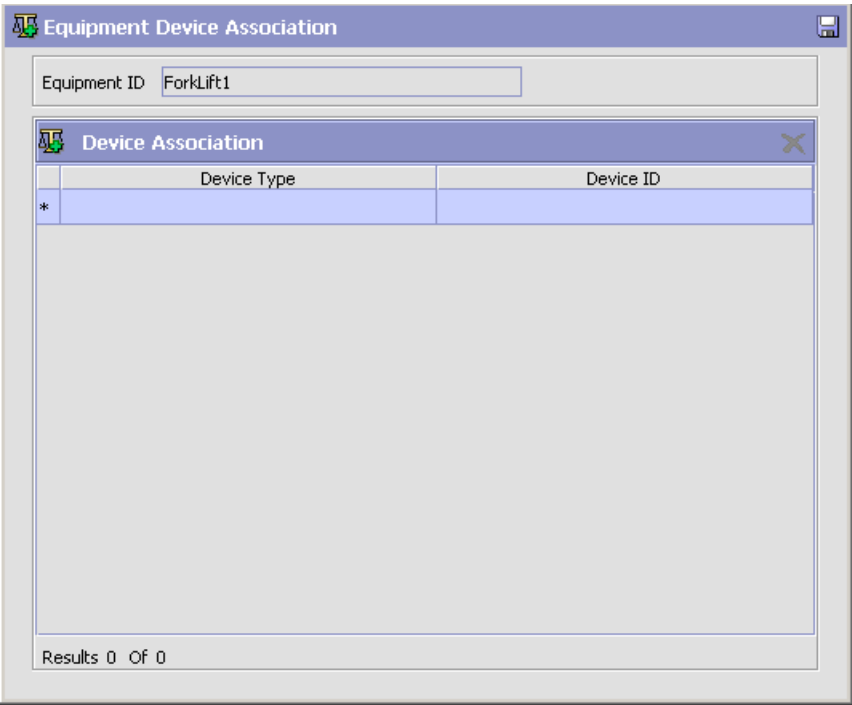 Equipment Device Association
Equipment ID ForkLift1
Device Association
Device Type Device ID
*
Results 0 Of 0